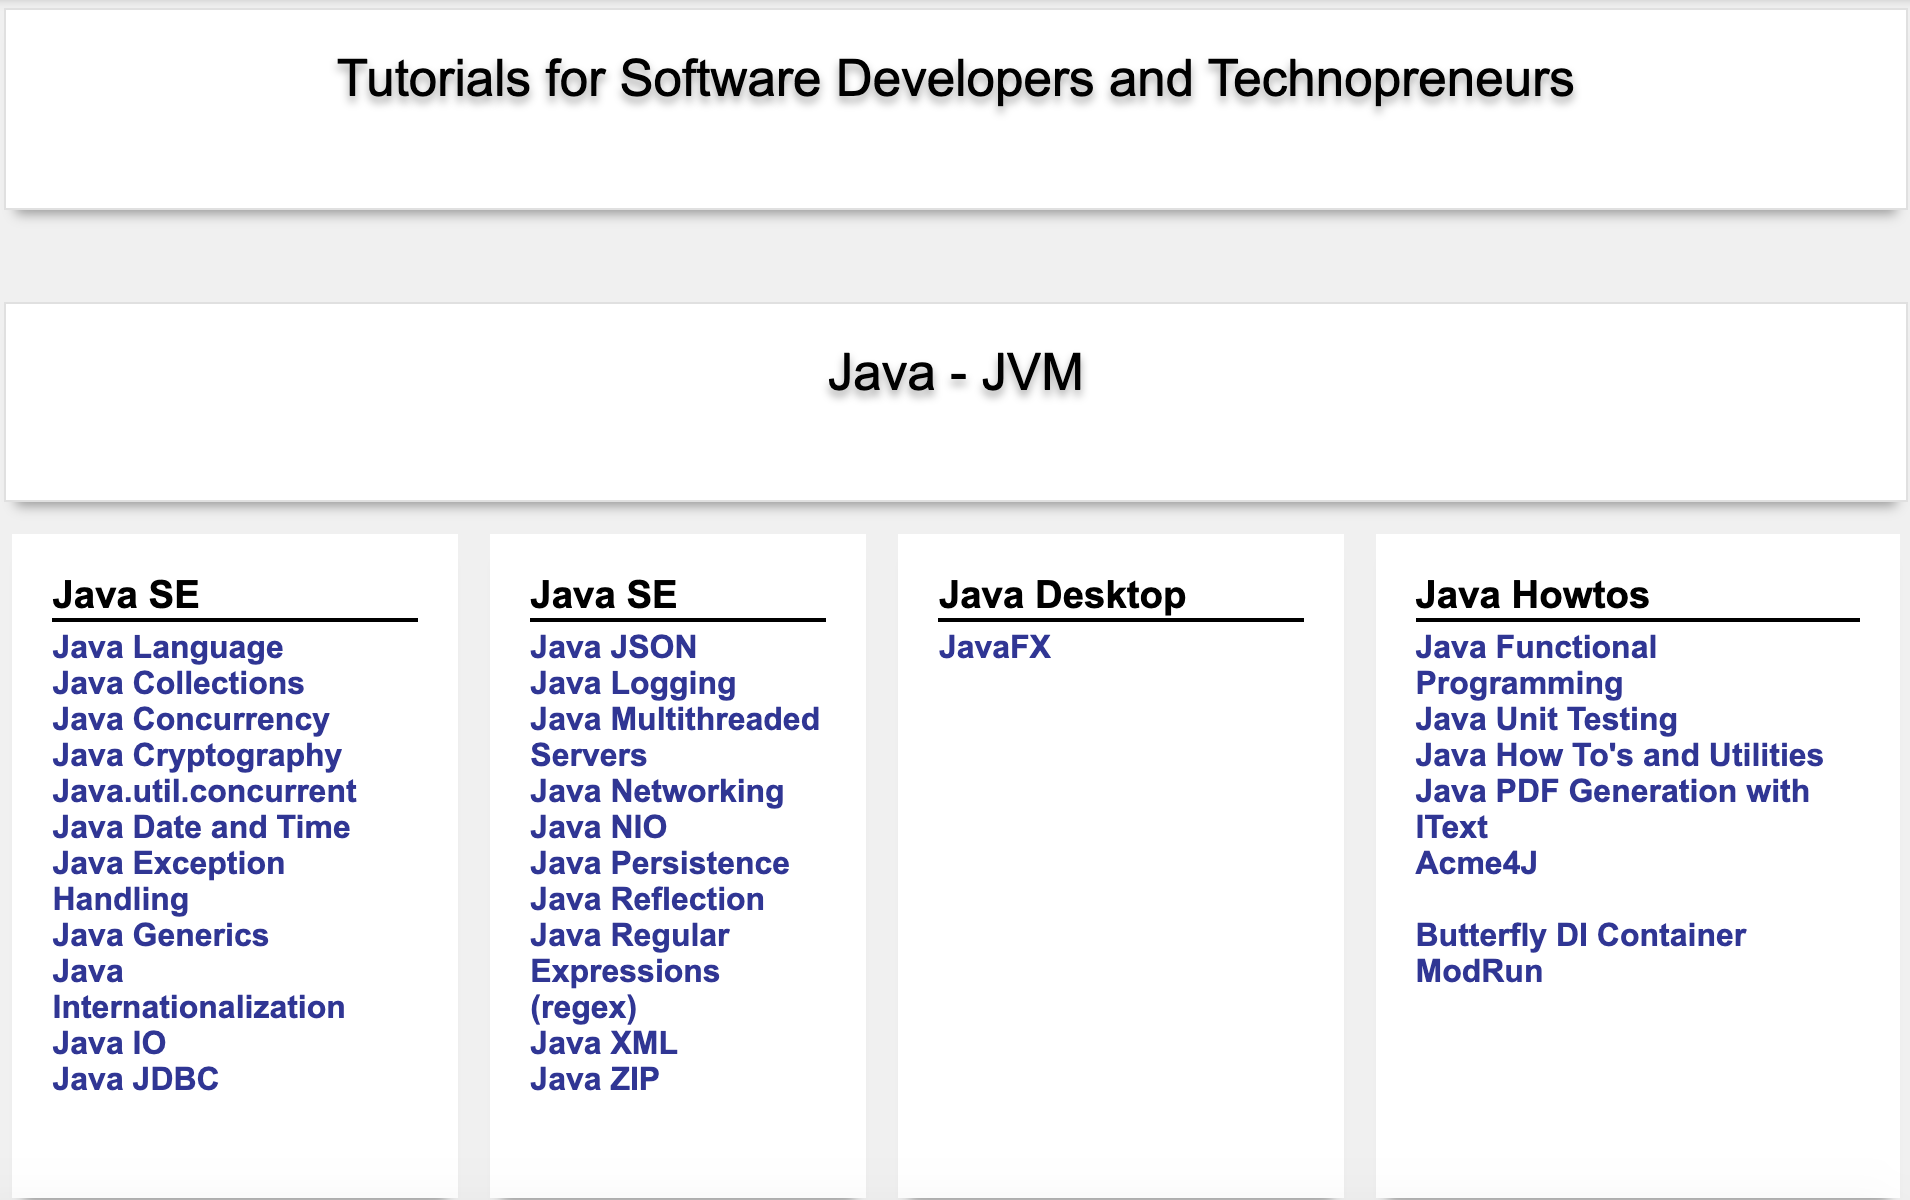 Tutorials for Software Developers and Technopreneurs
Java - JVM
Java SE
Java Language
Java Collections
Java Concurrency
Java Cryptography
Java.util.concurrent
Java Date and Time
Java Exception
Handling
Java Generics
Java
Internationalization
Java IO
Java JDBC
Java SE
Java JSON
Java Logging
Java Multithreaded
Servers
Java Networking
Java NIO
Java Persistence
Java Reflection
Java Regular
Expressions
(regex)
Java XML
Java ZIP
Java Desktop
JavaFX
Java Howtos
Java Functional
Programming
Java Unit Testing
Java How To's and Utilities
Java PDF Generation with
IText
Acme4J
Butterfly DI Container
ModRun